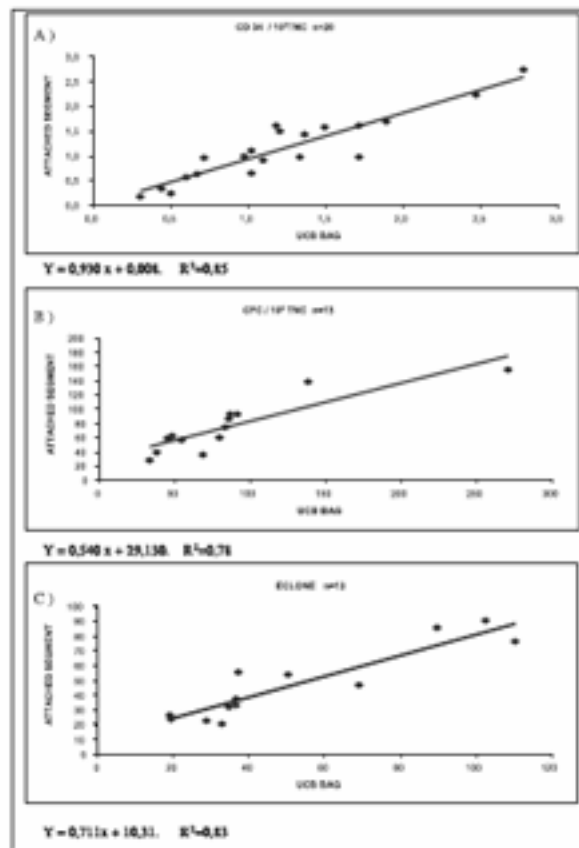 A)
CD 34 / 10⁶ TNC n=20
ATTACHED SEGMENT
3,0
2,5
2,0
1,5
1,0
0,5
0,0
0,0 0,5 1,0 1,5 2,0 2,5 3,0
UCB BAG
Y = 0,930 x + 0,008. R²=0,85
B)
CFC / 10⁵ TNC n=13
ATTACHED SEGMENT
200
180
160
140
120
100
80
60
40
20
0
0 50 100 150 200 250 300
UCB BAG
Y = 0,540 x + 29,130. R²=0,78
C)
ECLONE n=13
ATTACHED SEGMENT
100
90
80
70
60
50
40
30
20
10
0
0 20 40 60 80 100 120
UCB BAG
Y = 0,711x + 10,31. R²=0,83